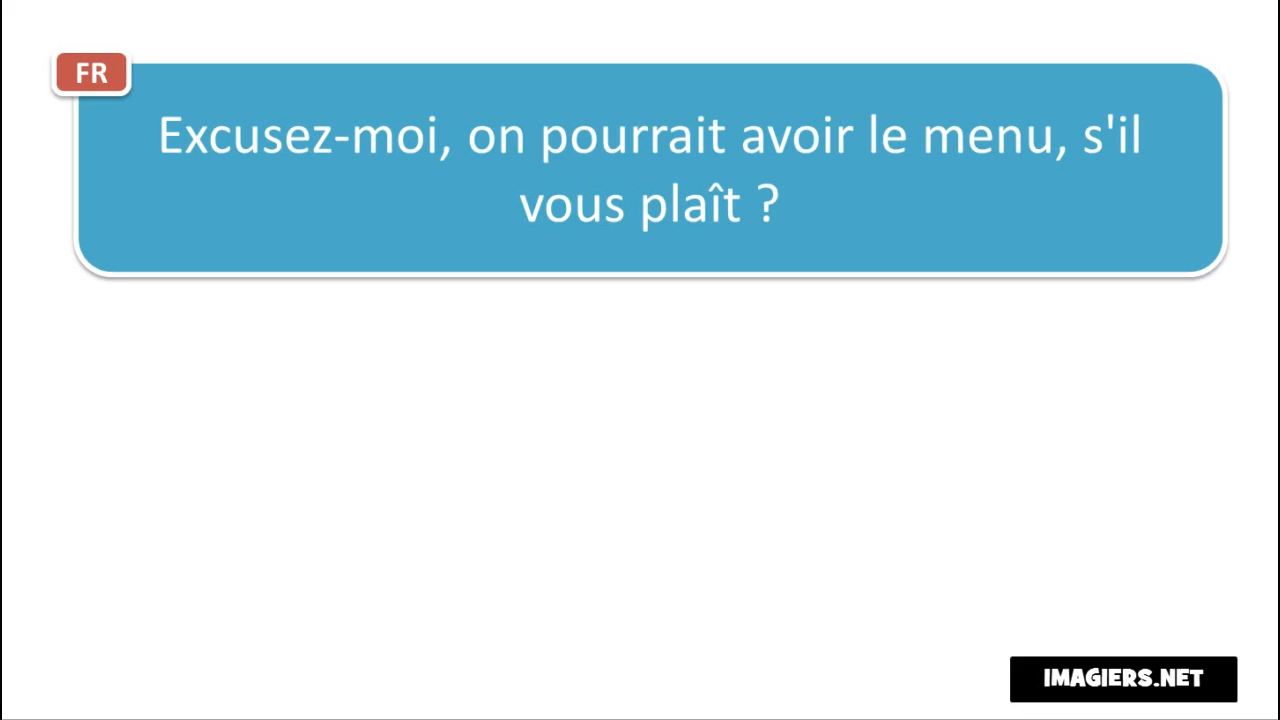 FR
Excusez-moi, on pourrait avoir le menu, s'il
vous plaît ?
IMAGIERS.NET